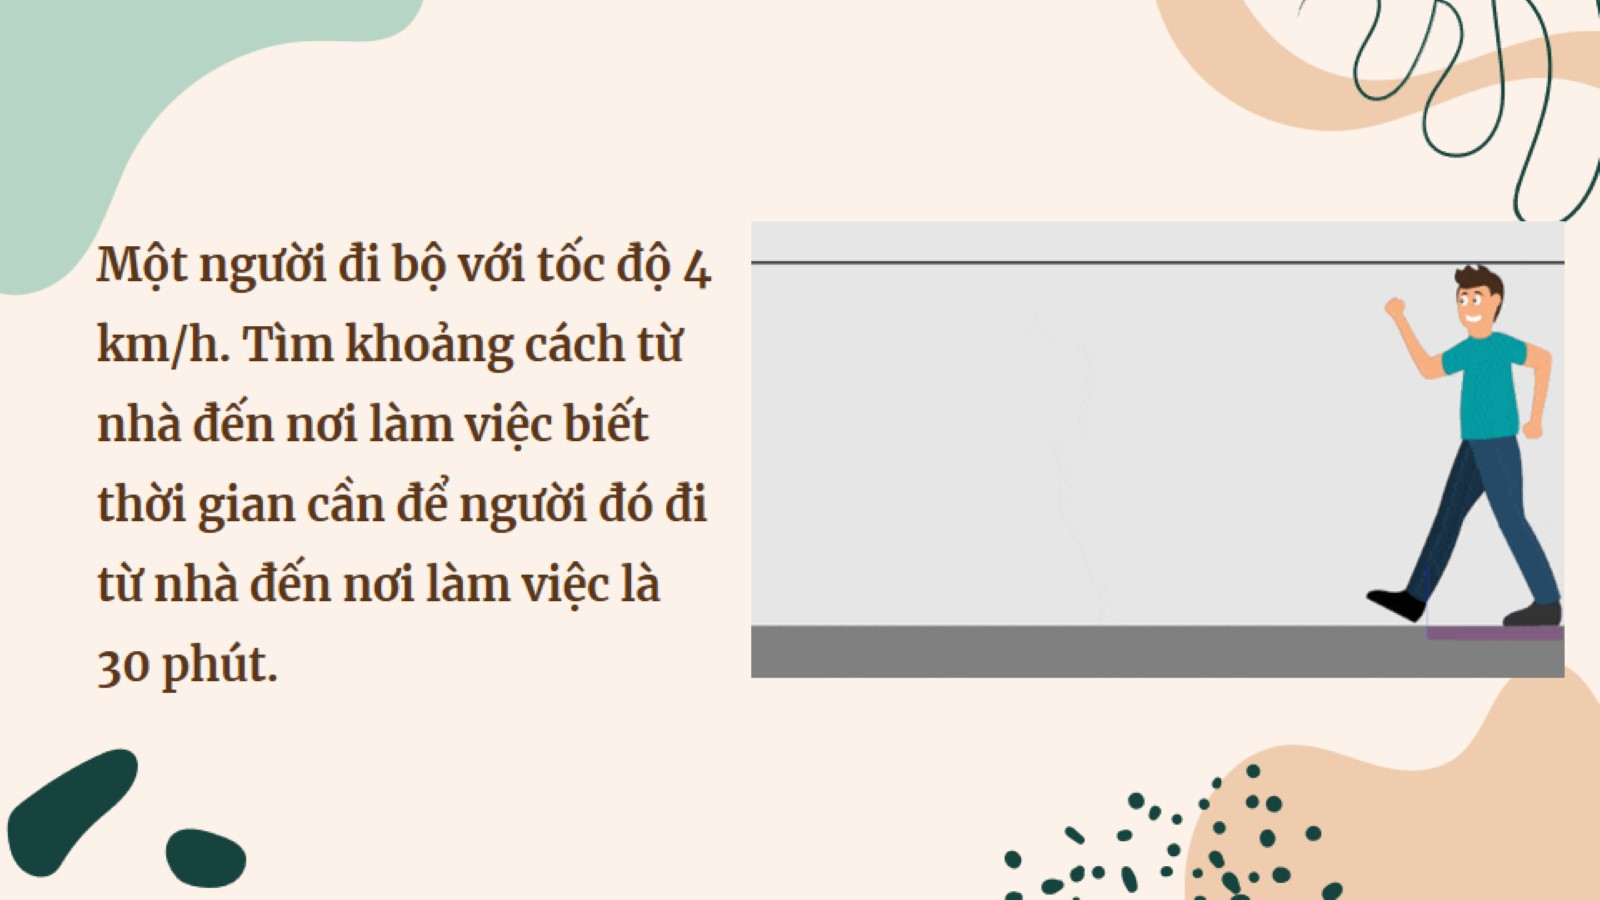 Một người đi bộ với tốc độ 4
km/h. Tìm khoảng cách từ
nhà đến nơi làm việc biết
thời gian cần để người đó đi
từ nhà đến nơi làm việc là
30 phút.